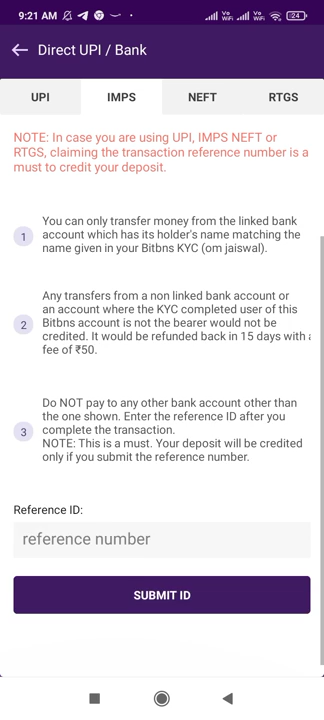 9:21 AM
Vo
WiFi
Vo
WiFi
24
Direct UPI / Bank
UPI IMPS NEFT RTGS
NOTE: In case you are using UPI, IMPS NEFT or
RTGS, claiming the transaction reference number is a
must to credit your deposit.
1
You can only transfer money from the linked bank
account which has its holder's name matching the
name given in your Bitbns KYC (om jaiswal).
2
Any transfers from a non linked bank account or
an account where the KYC completed user of this
Bitbns account is not the bearer would not be
credited. It would be refunded back in 15 days with a
fee of ₹50.
3
Do NOT pay to any other bank account other than
the one shown. Enter the reference ID after you
complete the transaction.
NOTE: This is a must. Your deposit will be credited
only if you submit the reference number.
Reference ID:
reference number
SUBMIT ID